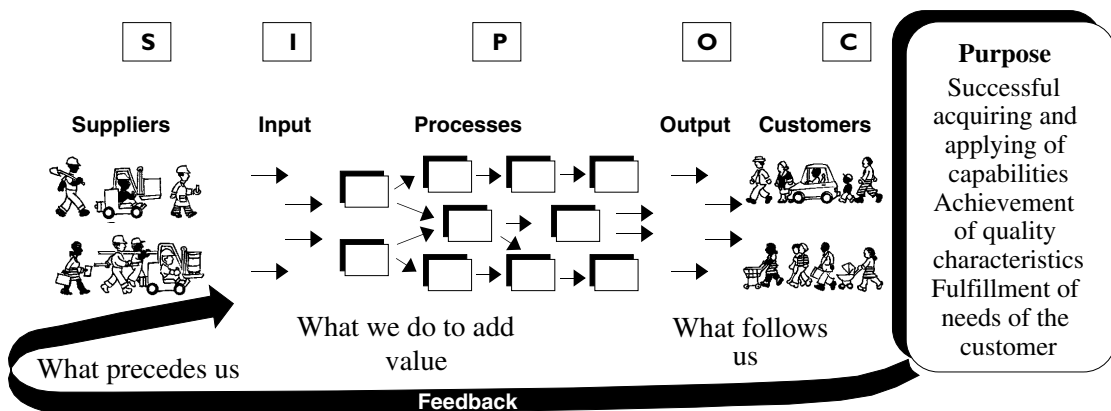 S I P O C
Suppliers Input Processes Output Customers
What precedes us
What we do to add
value
What follows
us
Purpose
Successful
acquiring and
applying of
capabilities
Achievement
of quality
characteristics
Fulfillment of
needs of the
customer
Feedback